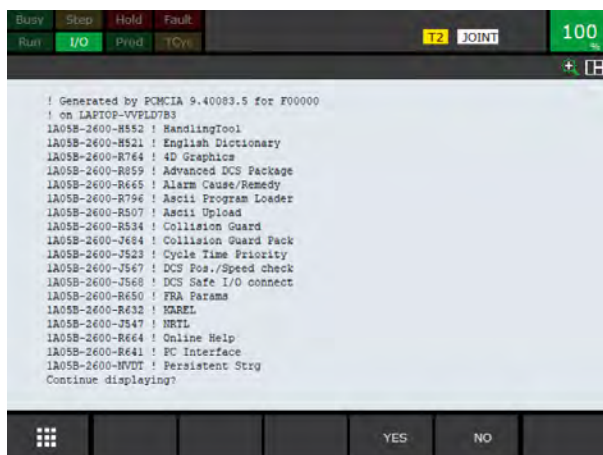 Busy Step Hold Fault
Run I/O Prod TCyc
T2 JOINT
100
%
! Generated by PCMCIA 9.40083.5 for F00000
! on LAPTOP-VVPLD7B3
1A05B-2600-H552 ! HandlingTool
1A05B-2600-H521 ! English Dictionary
1A05B-2600-R764 ! 4D Graphics
1A05B-2600-R859 ! Advanced DCS Package
1A05B-2600-R665 ! Alarm Cause/Remedy
1A05B-2600-R796 ! Ascii Program Loader
1A05B-2600-R507 ! Ascii Upload
1A05B-2600-R534 ! Collision Guard
1A05B-2600-J684 ! Collision Guard Pack
1A05B-2600-J523 ! Cycle Time Priority
1A05B-2600-J567 ! DCS Pos./Speed check
1A05B-2600-J568 ! DCS Safe I/O connect
1A05B-2600-R650 ! FRA Params
1A05B-2600-R632 ! KAREL
1A05B-2600-J547 ! NRTL
1A05B-2600-R664 ! Online Help
1A05B-2600-R641 ! PC Interface
1A05B-2600-NVDT ! Persistent Strg
Continue displaying?
YES NO